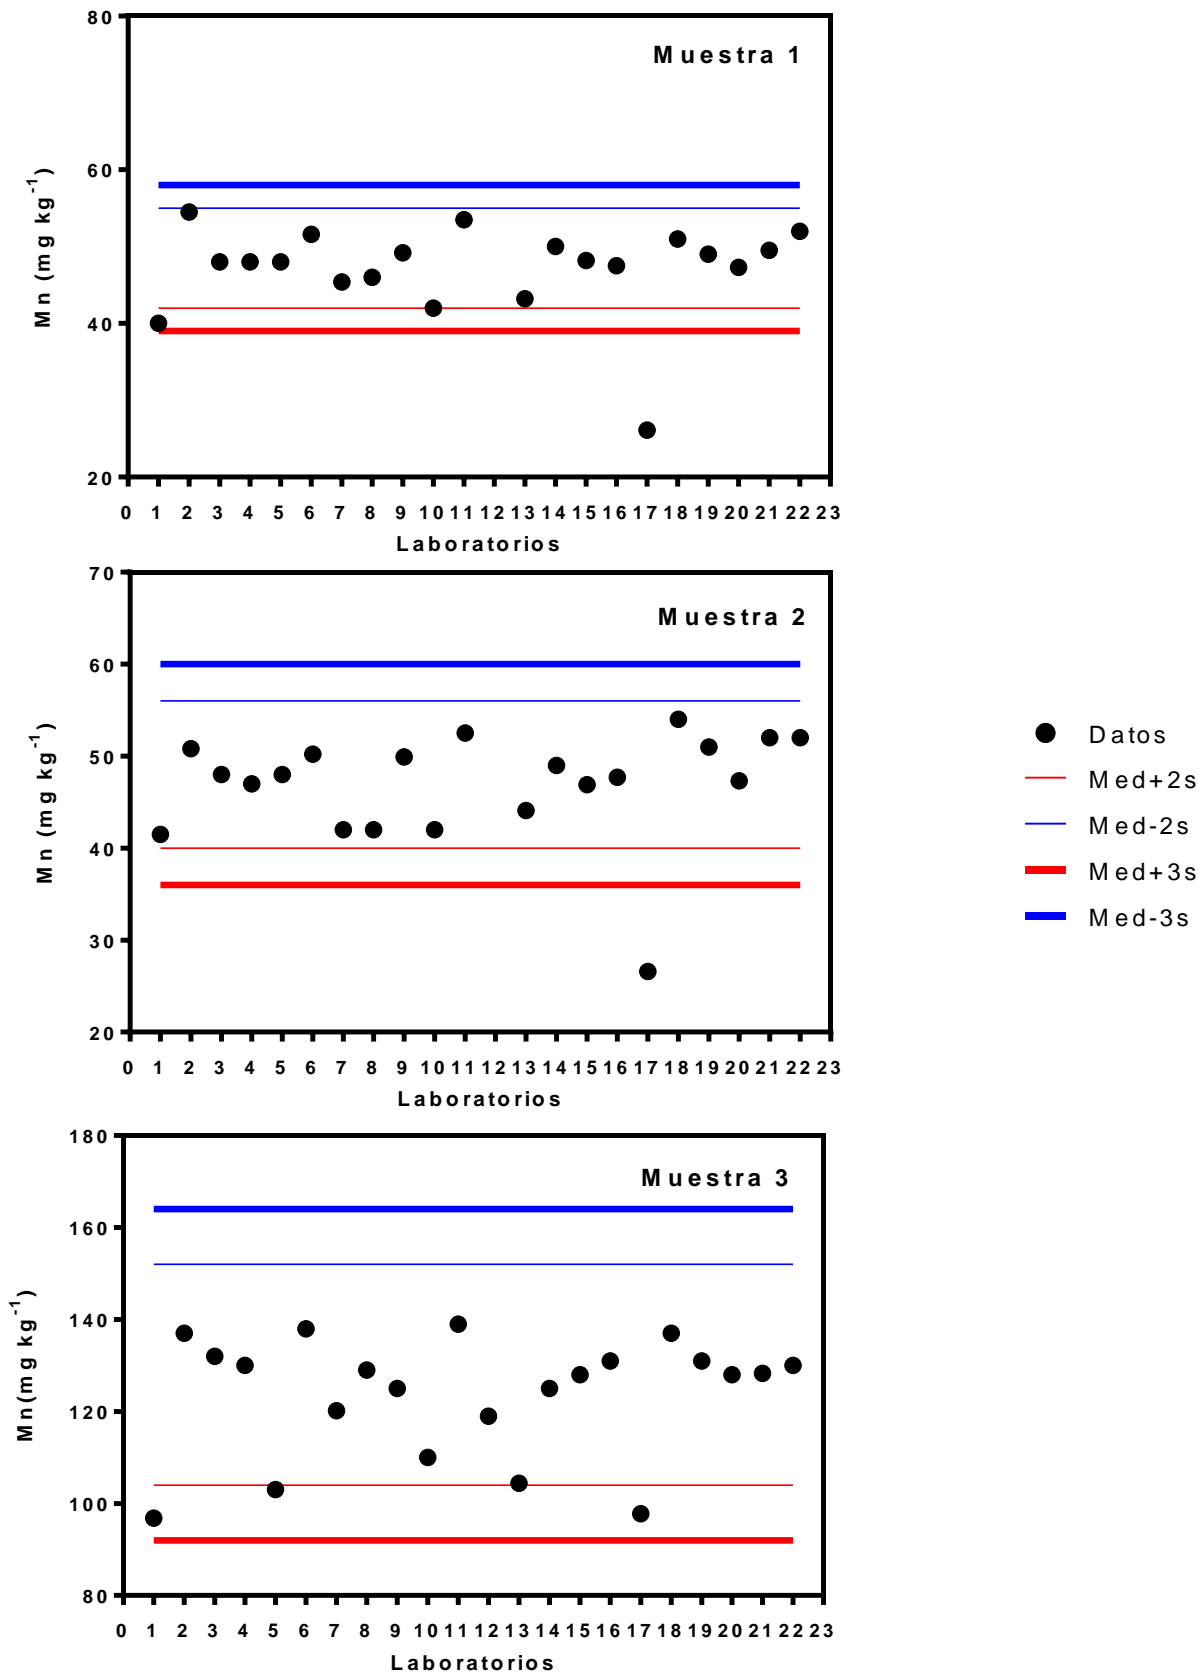 Muestra 1
Mn (mg kg-1)
80
60
40
20
0 1 2 3 4 5 6 7 8 9 10 11 12 13 14 15 16 17 18 19 20 21 22 23
Laboratorios
Muestra 2
Mn (mg kg-1)
70
60
50
40
30
20
0 1 2 3 4 5 6 7 8 9 10 11 12 13 14 15 16 17 18 19 20 21 22 23
Laboratorios
Datos
Med+2s
Med-2s
Med+3s
Med-3s
Muestra 3
Mn(mg kg-1)
180
160
140
120
100
80
0 1 2 3 4 5 6 7 8 9 10 11 12 13 14 15 16 17 18 19 20 21 22 23
Laboratorios